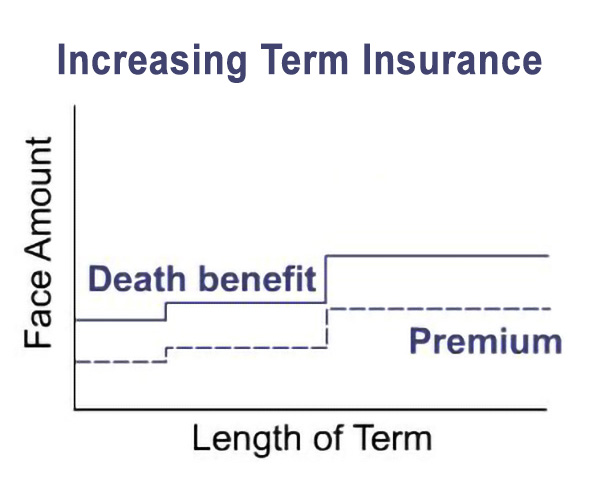 Increasing Term Insurance
Face Amount
Death benefit
Premium
Length of Term